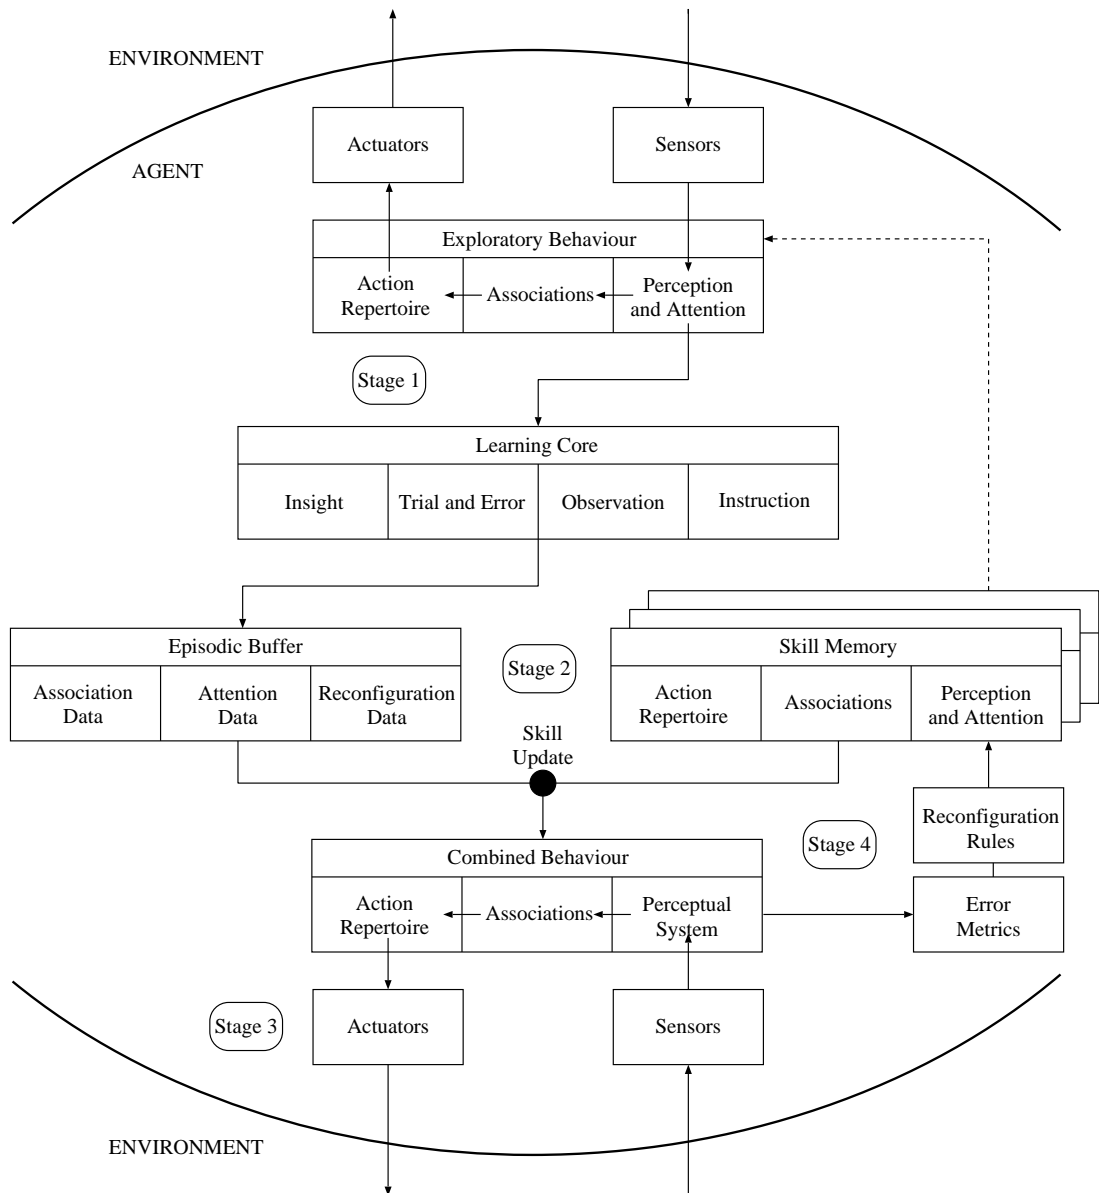 ENVIRONMENT
AGENT
Actuators
Sensors
Exploratory Behaviour
Action
Repertoire
Associations
Perception
and Attention
Stage 1
Learning Core
Insight
Trial and Error
Observation
Instruction
Episodic Buffer
Association
Data
Attention
Data
Reconfiguration
Data
Stage 2
Skill Memory
Action
Repertoire
Associations
Perception
and Attention
Skill
Update
Reconfiguration
Rules
Stage 4
Combined Behaviour
Action
Repertoire
Associations
Perceptual
System
Error
Metrics
Stage 3
Actuators
Sensors
ENVIRONMENT